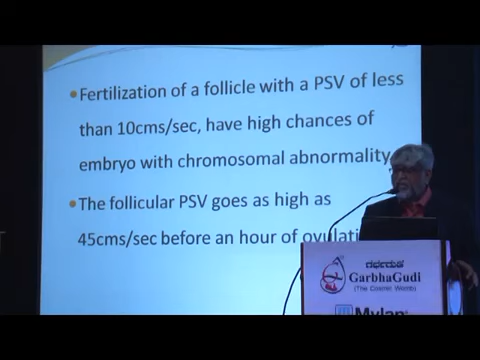 • Fertilization of a follicle with a PSV of less
than 10cms/sec, have high chances of
embryo with chromosomal abnormality
• The follicular PSV goes as high as
45cms/sec before an hour of ovulati
ಗರ್ಭಗುಡಿ
GarbhaGudi
(The Cosmic Womb)
Mylan